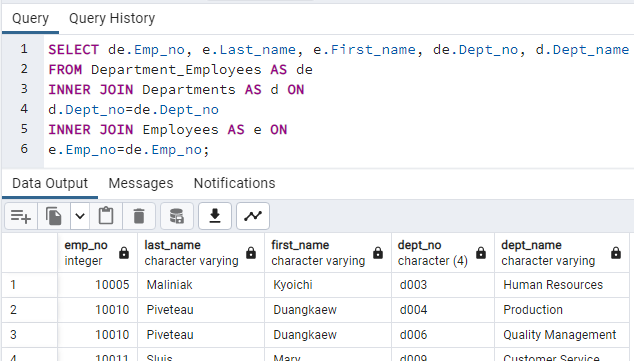 Query Query History
1 SELECT de.Emp_no, e.Last_name, e.First_name, de.Dept_no, d.Dept_name
2 FROM Department_Employees AS de
3 INNER JOIN Departments AS d ON
4 d.Dept_no=de.Dept_no
5 INNER JOIN Employees AS e ON
6 e.Emp_no=de.Emp_no;
Data Output Messages Notifications
emp_no last_name first_name dept_no dept_name
integer character varying character varying character (4) character varying
1 10005 Maliniak Kyoichi d003 Human Resources
2 10010 Piveteau Duangkaew d004 Production
3 10010 Piveteau Duangkaew d006 Quality Management
4 10011 Sluis Mary d009 Customer Service